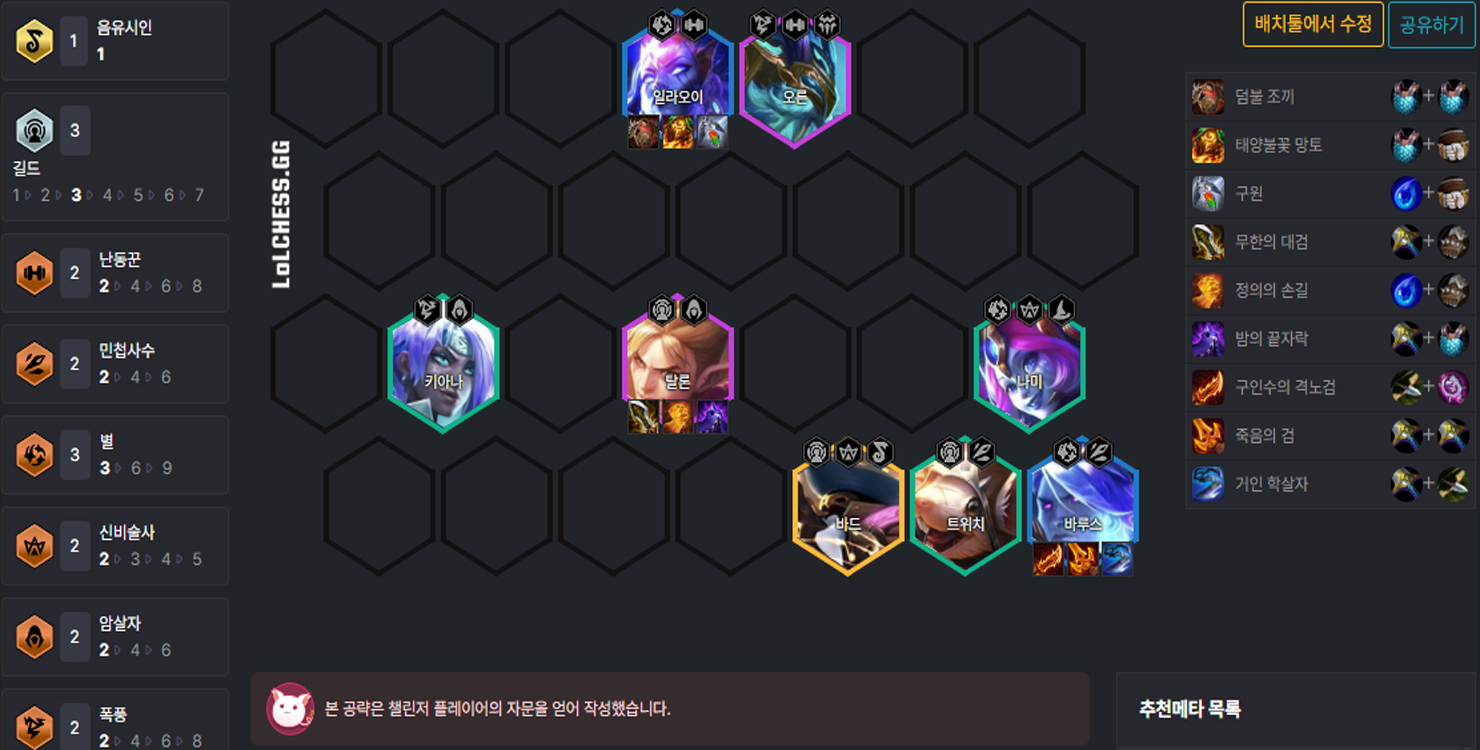 음유시인
1
1
배치툴에서 수정
공유하기
3
길드
1 2 3 4 5 6 7
2
난동꾼
2 4 6 8
2
민첩사수
2 4 6
3
별
3 6 9
2
신비술사
2 3 4 5
2
암살자
2 4 6
2
폭풍
2 4 6 8
LoLCHESS.GG
일라오이
오른
키아나
탈론
나미
바드
트위치
바루스
덤불 조끼
+
태양불꽃 망토
+
구원
+
무한의 대검
+
정의의 손길
+
밤의 끝자락
+
구인수의 격노검
+
죽음의 검
+
거인 학살자
+
본 공략은 챌린저 플레이어의 자문을 얻어 작성했습니다.
추천메타 목록